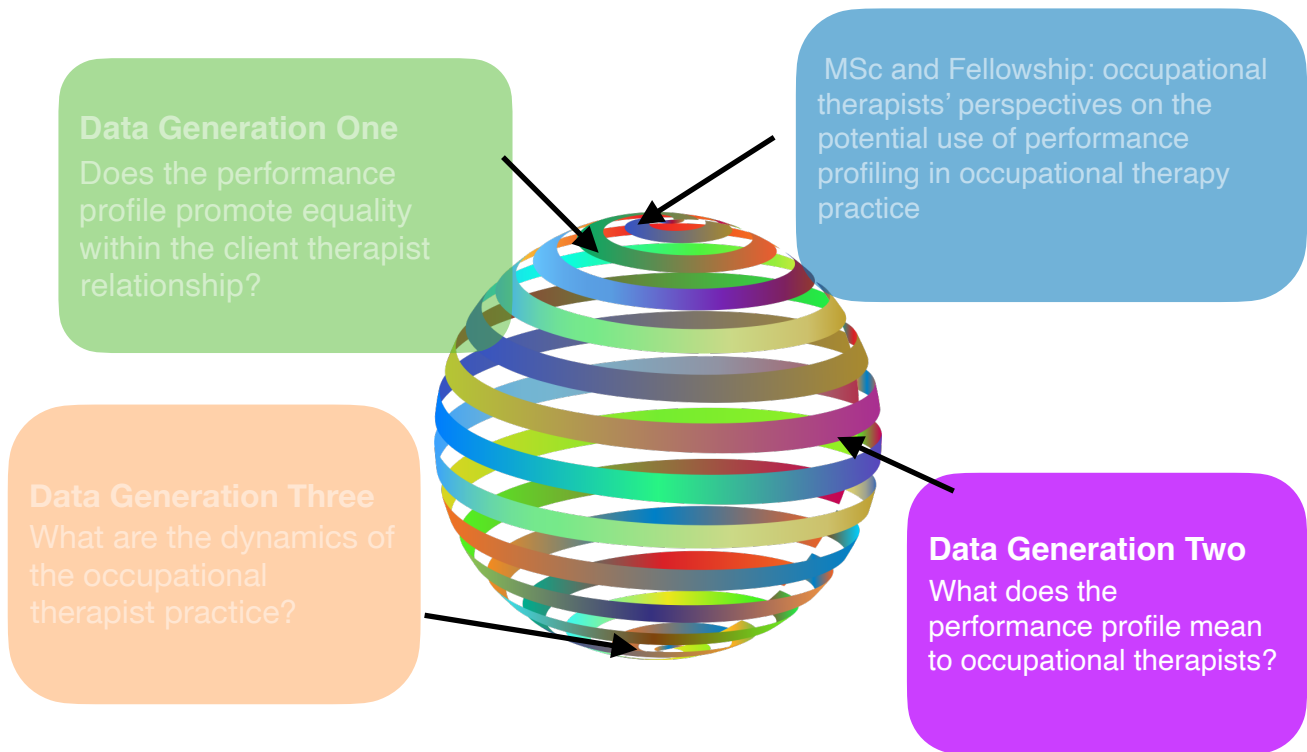 Data Generation One
Does the performance
profile promote equality
within the client therapist
relationship?
MSc and Fellowship: occupational
therapists’ perspectives on the
potential use of performance
profiling in occupational therapy
practice
Data Generation Three
What are the dynamics of
the occupational
therapist practice?
Data Generation Two
What does the
performance profile mean
to occupational therapists?